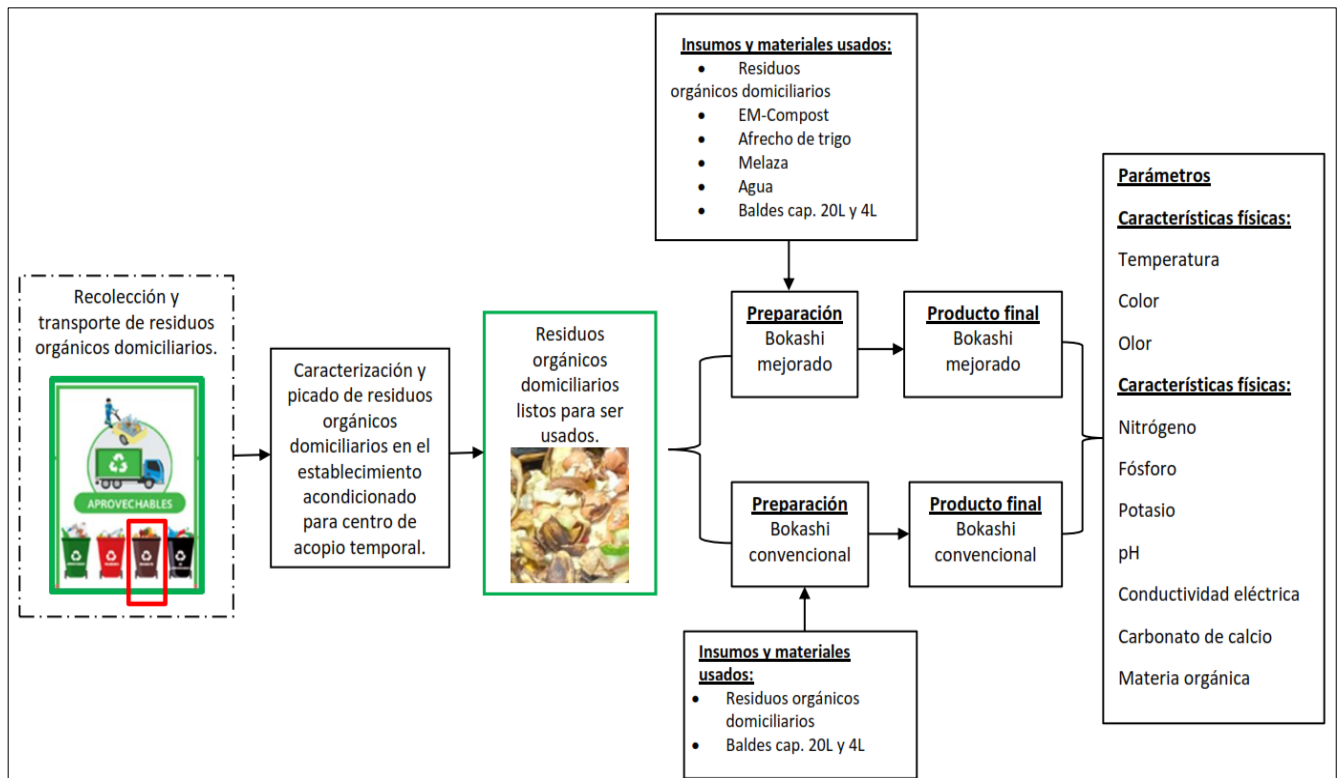 Insumos y materiales usados:
• Residuos
orgánicos domiciliarios
• EM-Compost
• Afrecho de trigo
• Melaza
• Agua
• Baldes cap. 20L y 4L
Recolección y
transporte de residuos
orgánicos domiciliarios.
APROVECHABLES
Caracterización y
picado de residuos
orgánicos
domiciliarios en el
establecimiento
acondicionado
para centro de
acopio temporal.
Residuos
orgánicos
domiciliarios
listos para ser
usados.
Preparación
Bokashi
mejorado
Producto final
Bokashi
mejorado
Preparación
Bokashi
convencional
Producto final
Bokashi
convencional
Insumos y materiales
usados:
• Residuos orgánicos
domiciliarios
• Baldes cap. 20L y 4L
Parámetros
Características físicas:
Temperatura
Color
Olor
Características físicas:
Nitrógeno
Fósforo
Potasio
pH
Conductividad eléctrica
Carbonato de calcio
Materia orgánica